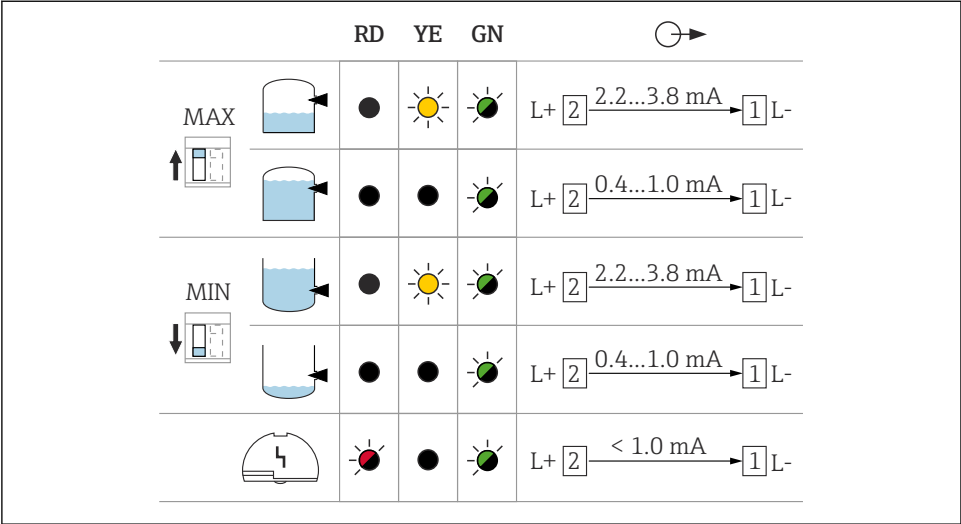 RD YE GN
MAX
L+ 2 2.2...3.8 mA 1 L-
L+ 2 0.4...1.0 mA 1 L-
MIN
L+ 2 2.2...3.8 mA 1 L-
L+ 2 0.4...1.0 mA 1 L-
L+ 2 < 1.0 mA 1 L-